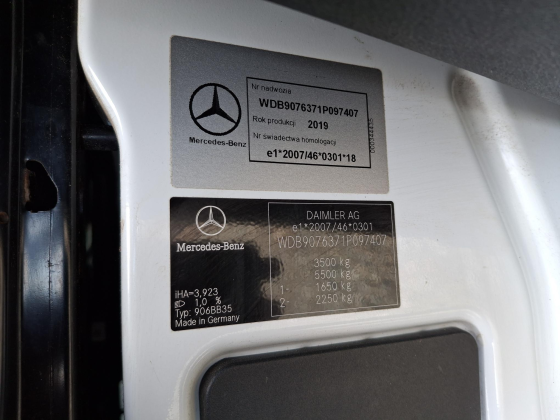 Nr nadwozia
WDB9076371P097407
Rok produkcji 2019
Nr świadectwa homologacji
e1*2007/46*0301*18
Mercedes-Benz
DAIMLER AG
e1*2007/46*0301
WDB9076371P097407
3500 kg
5500 kg
1- 1650 kg
2- 2250 kg
Mercedes-Benz
iHA=3,923
1,0 %
Typ: 906BB35
Made in Germany